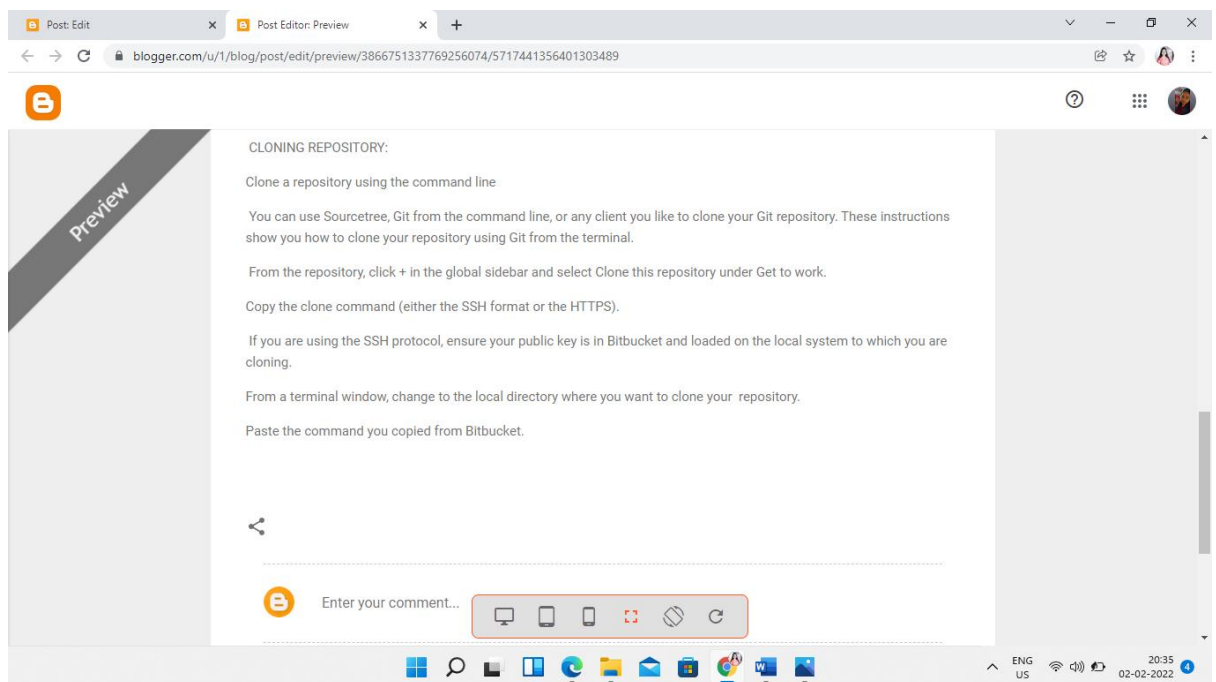 Post: Edit
Post Editor: Preview
blogger.com/u/1/blog/post/edit/preview/3866751337769256074/5717441356401303489
Preview
CLONING REPOSITORY:
Clone a repository using the command line
You can use Sourcetree, Git from the command line, or any client you like to clone your Git repository. These instructions
show you how to clone your repository using Git from the terminal.
From the repository, click + in the global sidebar and select Clone this repository under Get to work.
Copy the clone command (either the SSH format or the HTTPS).
If you are using the SSH protocol, ensure your public key is in Bitbucket and loaded on the local system to which you are
cloning.
From a terminal window, change to the local directory where you want to clone your repository.
Paste the command you copied from Bitbucket.
Enter your comment...
ENG
US
20:35
02-02-2022
4